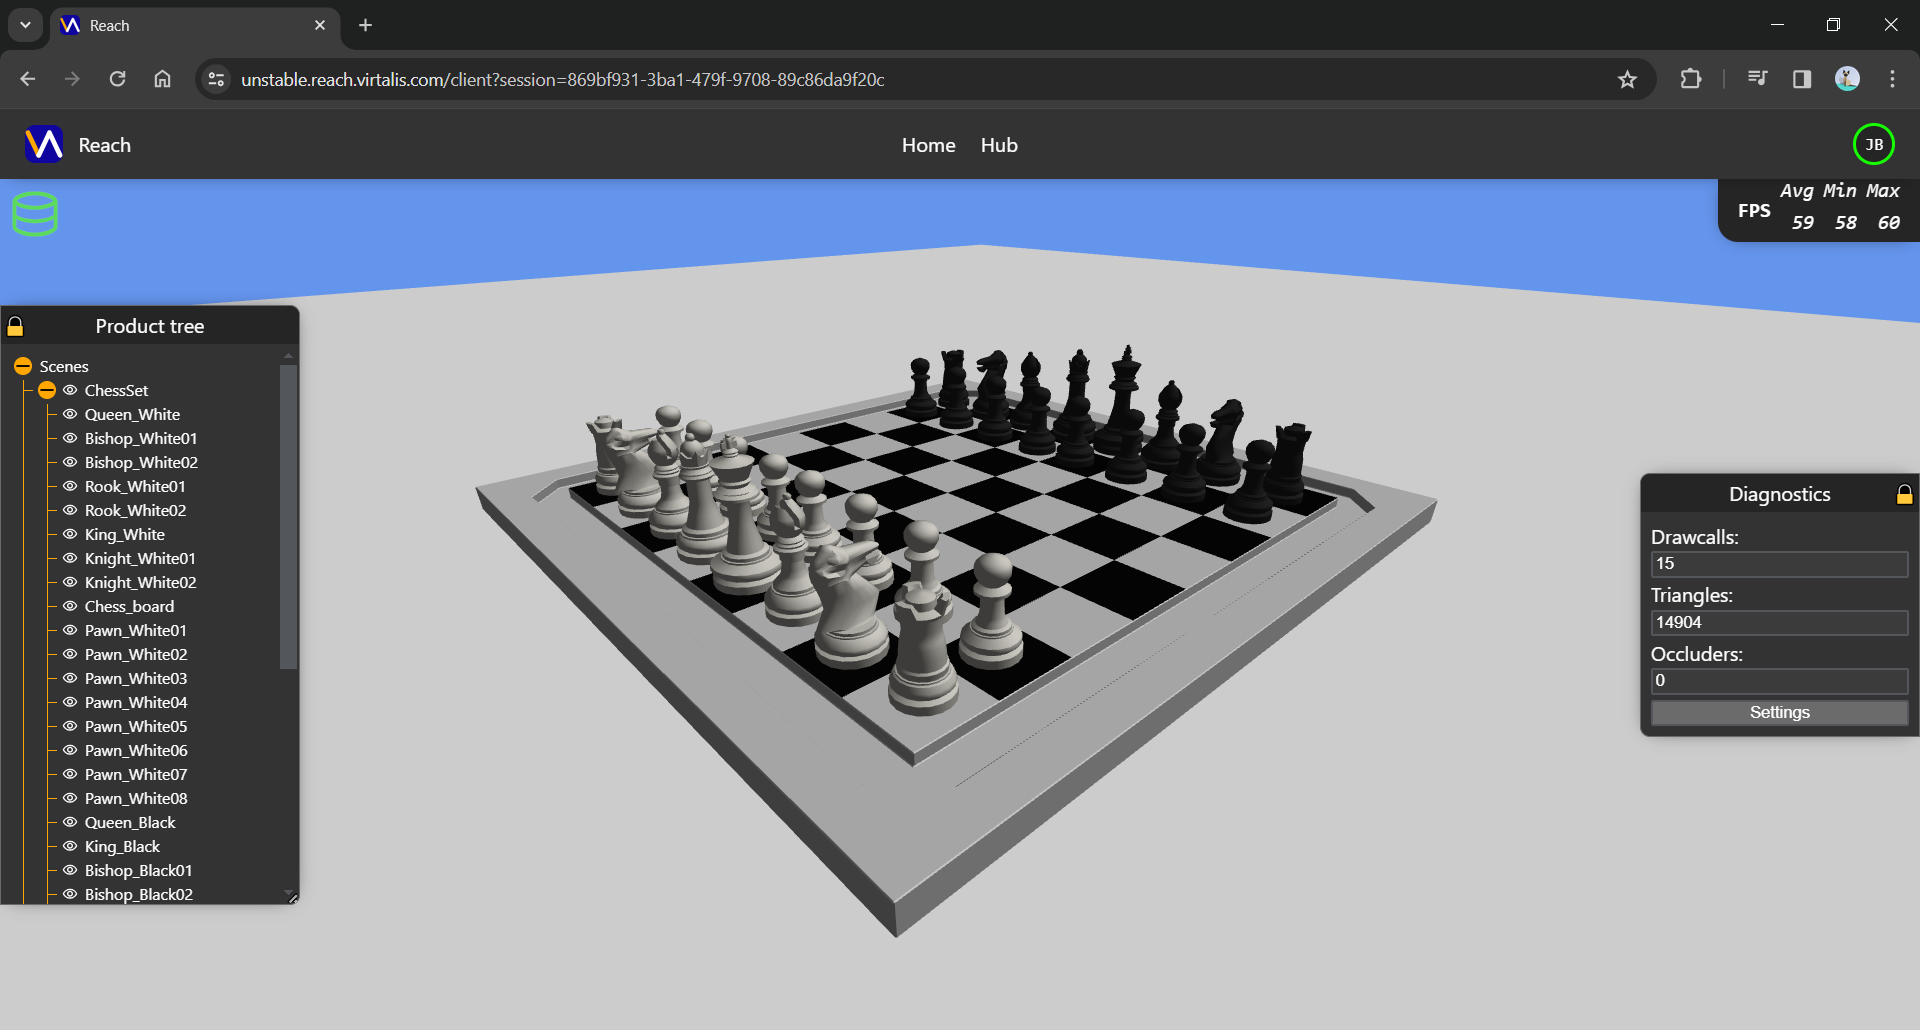 Reach
unstable.reach.virtalis.com/client?session=869bf931-3ba1-479f-9708-89c86da9f20c
Reach
Home
Hub
JB
Avg Min Max
FPS 59 58 60
Product tree
Scenes
ChessSet
Queen_White
Bishop_White01
Bishop_White02
Rook_White01
Rook_White02
King_White
Knight_White01
Knight_White02
Chess_board
Pawn_White01
Pawn_White02
Pawn_White03
Pawn_White04
Pawn_White05
Pawn_White06
Pawn_White07
Pawn_White08
Queen_Black
King_Black
Bishop_Black01
Bishop_Black02
Diagnostics
Drawcalls:
15
Triangles:
14904
Occluders:
0
Settings